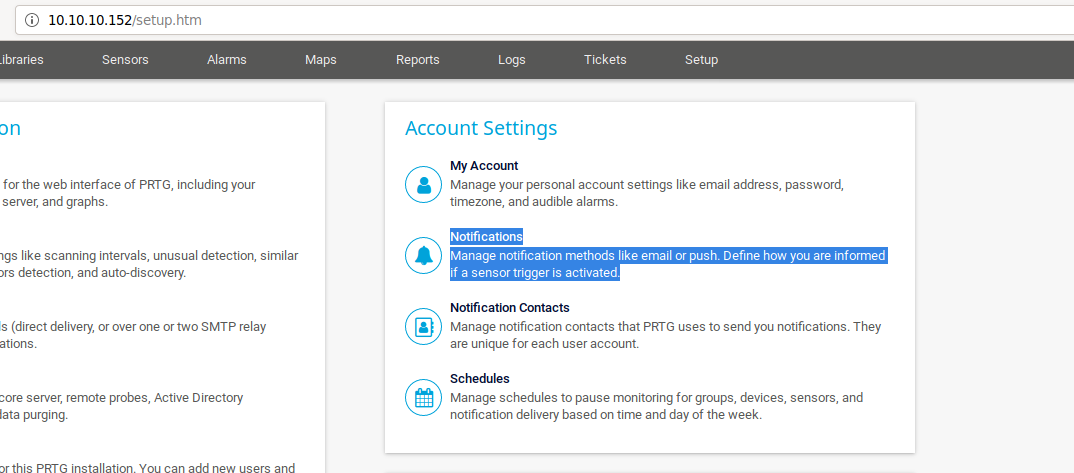 10.10.10.152/setup.htm
ibraries Sensors Alarms Maps Reports Logs Tickets Setup
on
for the web interface of PRTG, including your
server, and graphs.
ngs like scanning intervals, unusual detection, similar
ors detection, and auto-discovery.
ls (direct delivery, or over one or two SMTP relay
ations.
core server, remote probes, Active Directory
data purging.
or this PRTG installation. You can add new users and
Account Settings
My Account
Manage your personal account settings like email address, password,
timezone, and audible alarms.
Notifications
Manage notification methods like email or push. Define how you are informed
if a sensor trigger is activated.
Notification Contacts
Manage notification contacts that PRTG uses to send you notifications. They
are unique for each user account.
Schedules
Manage schedules to pause monitoring for groups, devices, sensors, and
notification delivery based on time and day of the week.